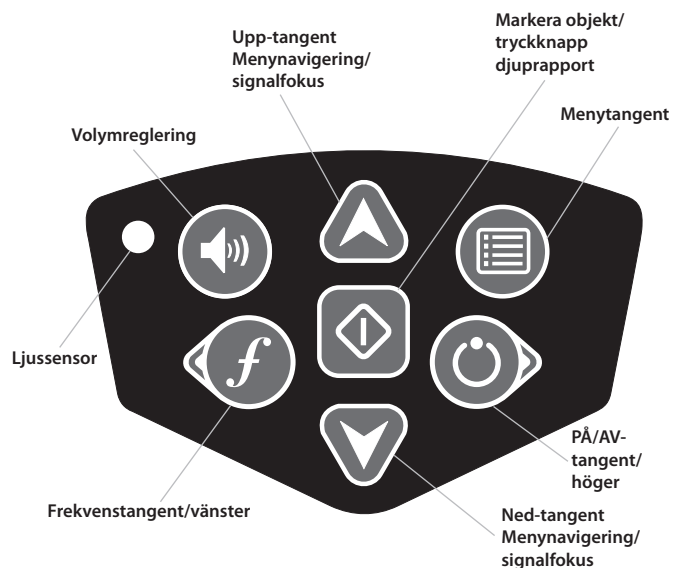 Markera objekt/
tryckknapp
djuprapport
Upp-tangent
Menynavigering/
signalfokus
Menytangent
Volymreglering
f
Ljussensor
PÅ/AV-
tangent/
höger
Frekvenstangent/vänster
Ned-tangent
Menynavigering/
signalfokus